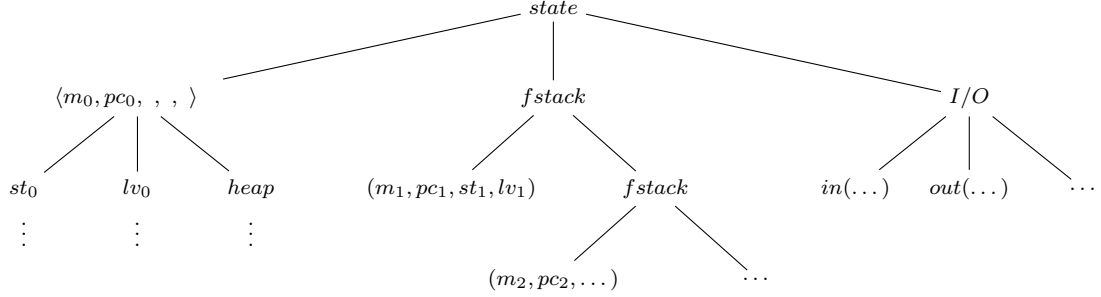 state
⟨m₀, pc₀, , , ⟩ fstack I/O
st₀ lv₀ heap (m₁, pc₁, st₁, lv₁) fstack in(...) out(...) ...
⋮ ⋮ ⋮
(m₂, pc₂, ...) ...